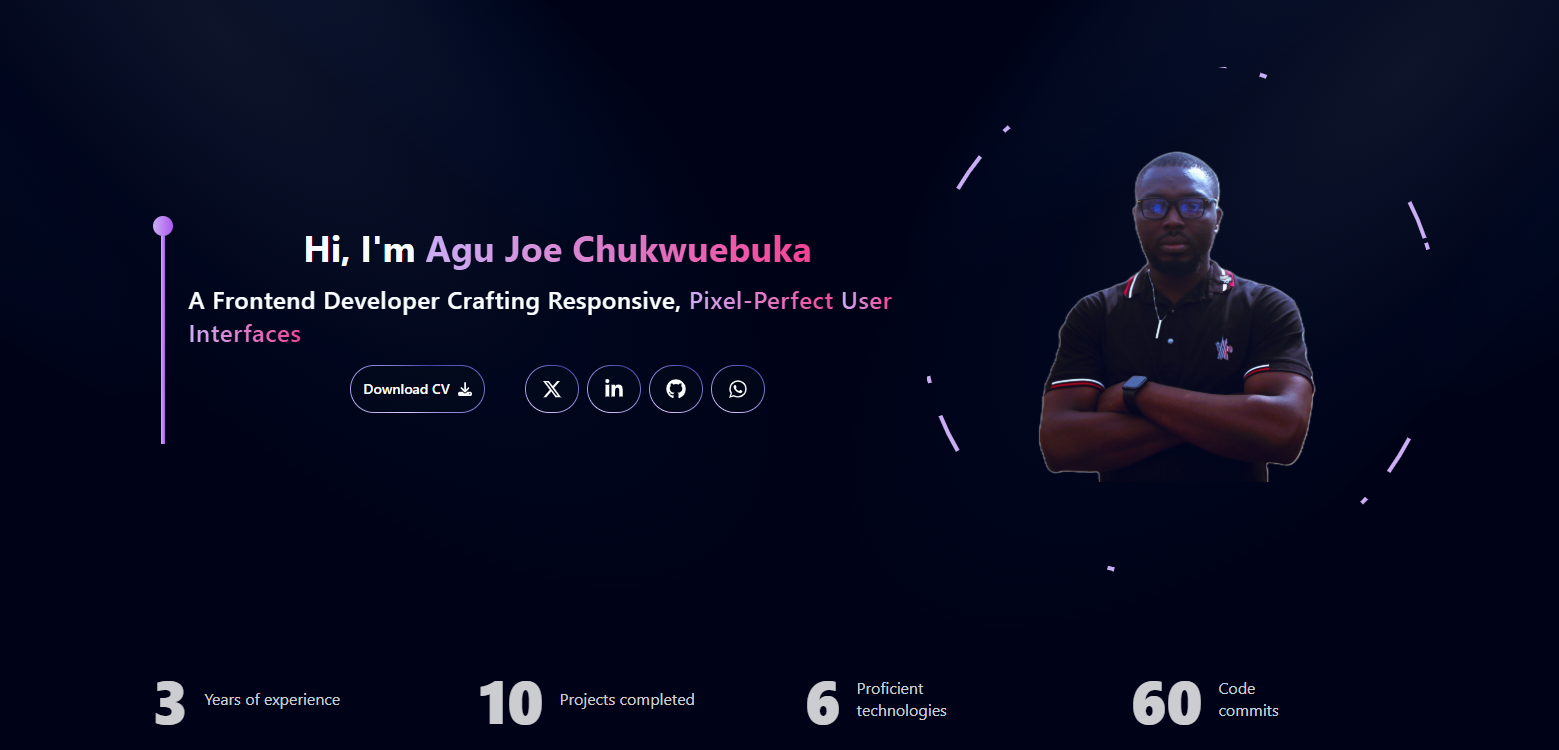 Hi, I'm Agu Joe Chukwuebuka
A Frontend Developer Crafting Responsive, Pixel-Perfect User
Interfaces
Download CV
3 Years of experience
10 Projects completed
6 Proficient
technologies
60 Code
commits